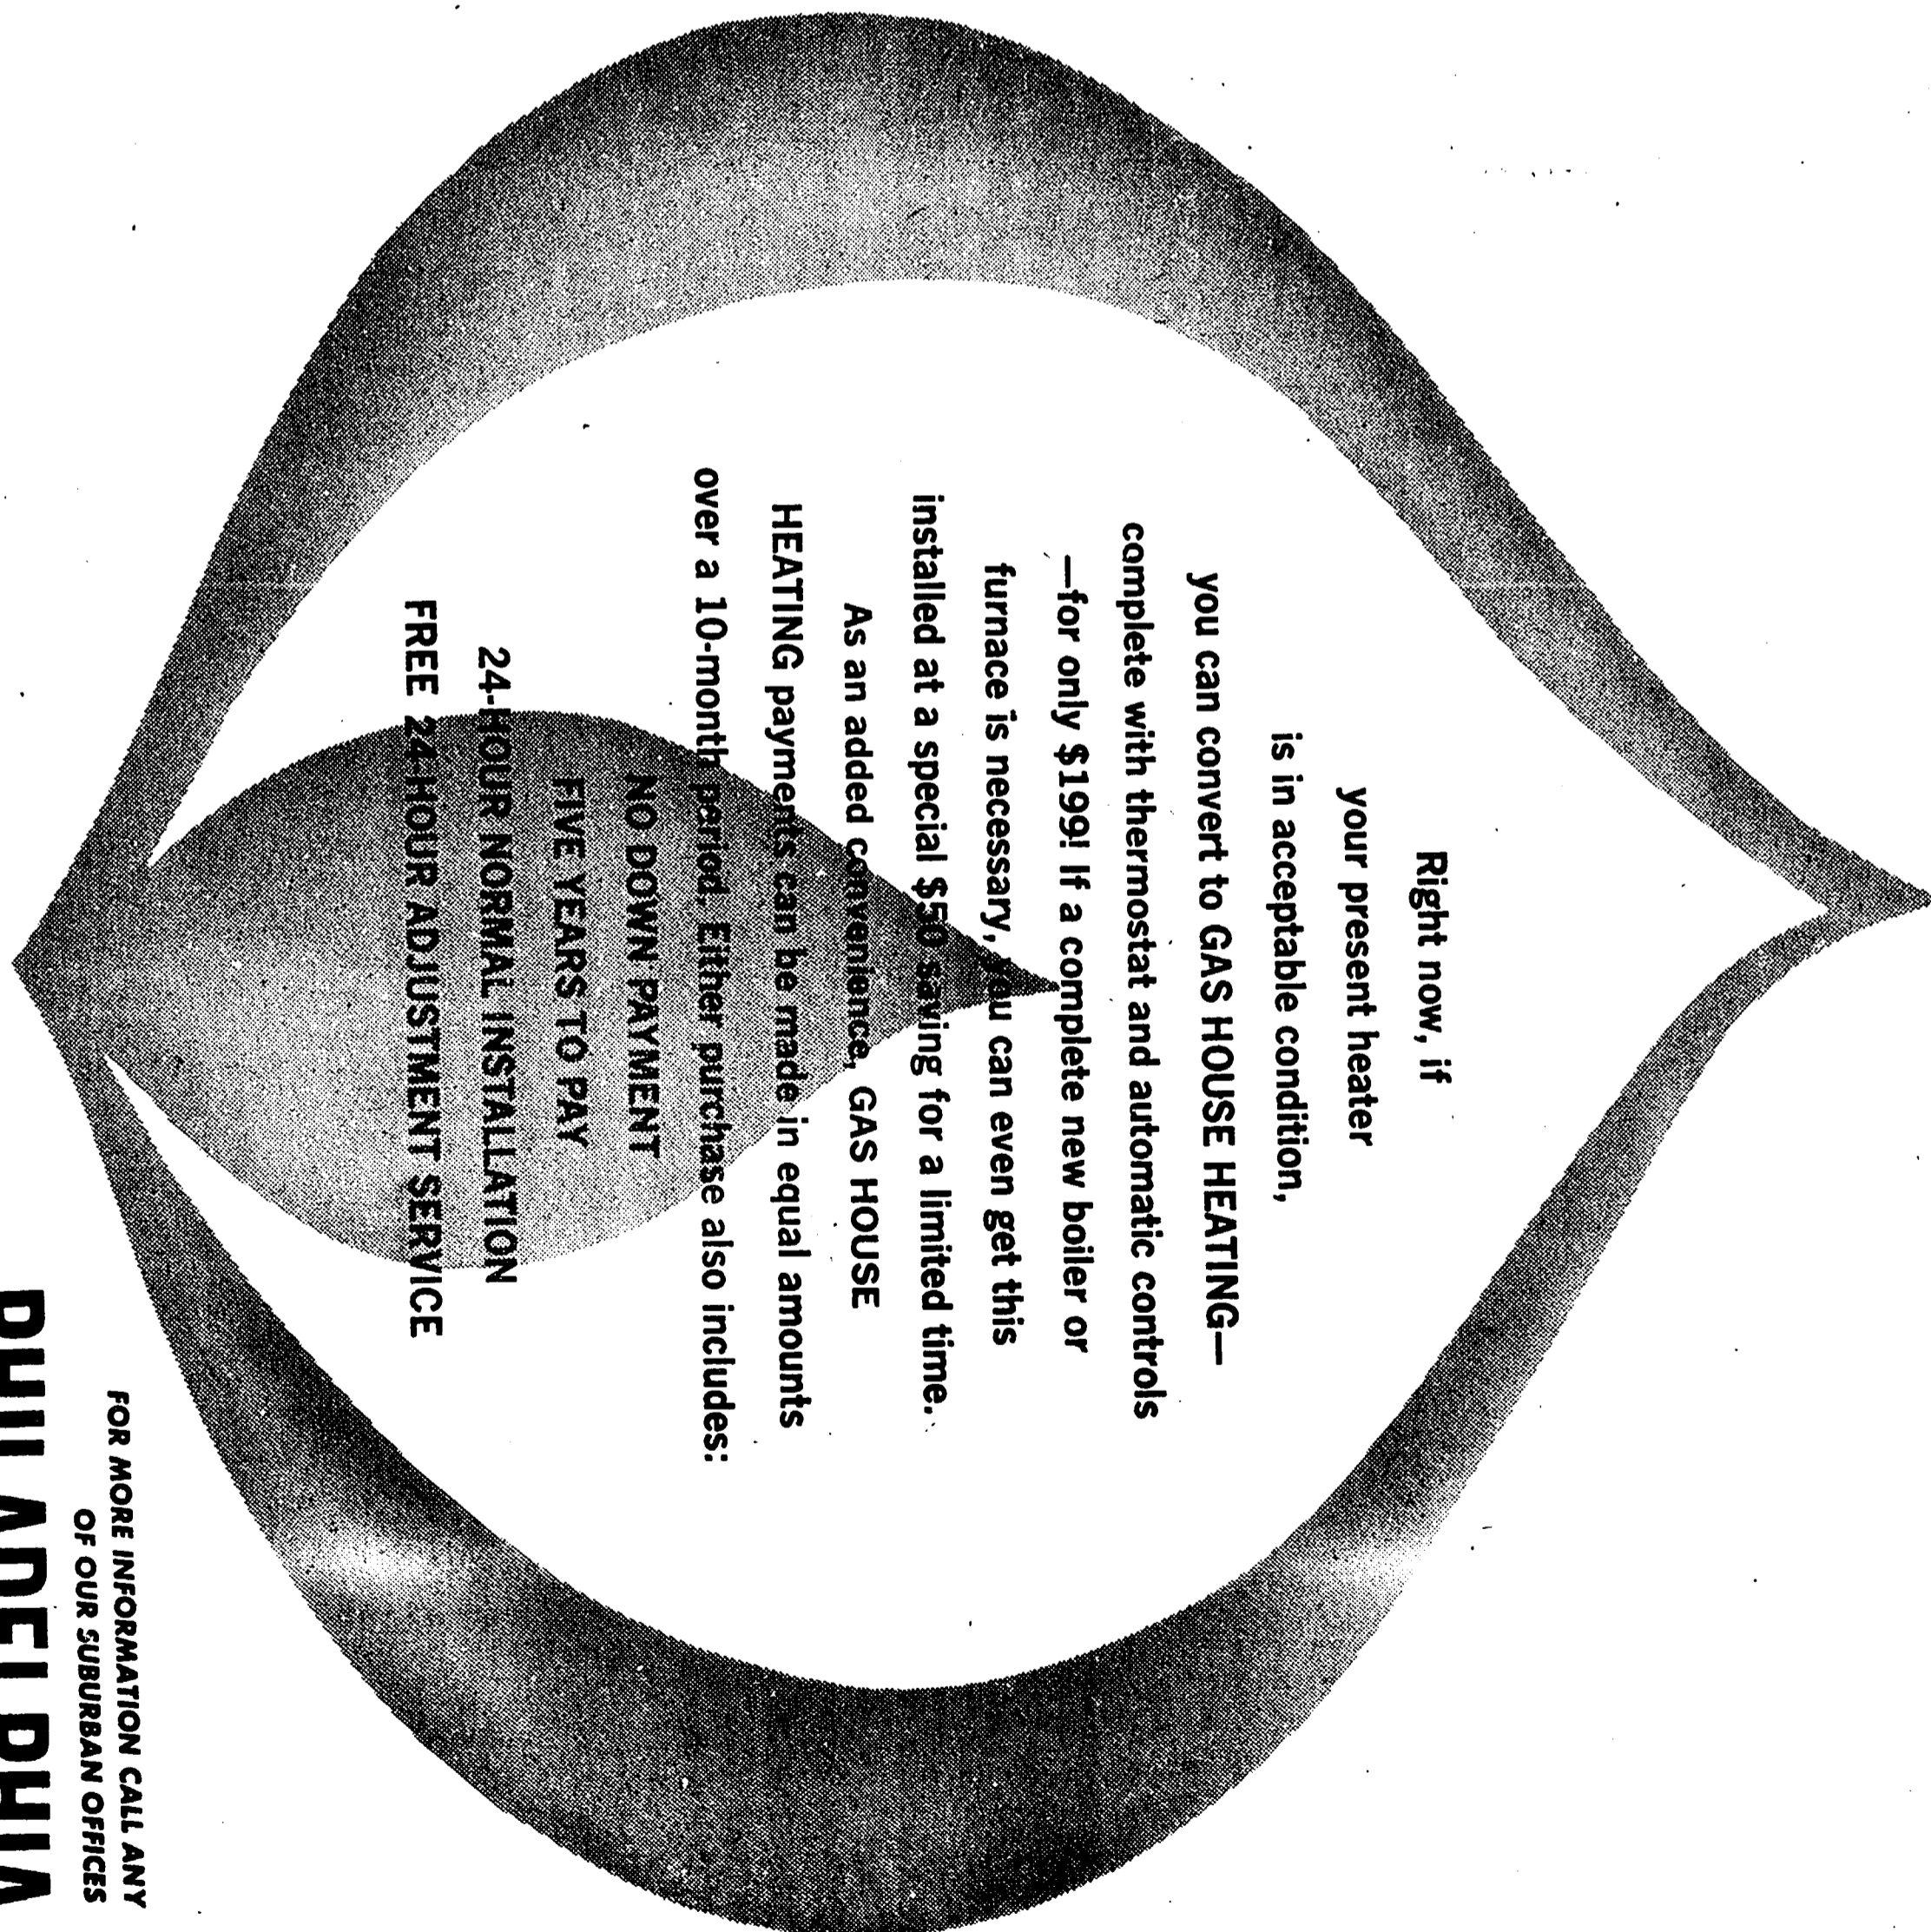 Right now, if
your present heater
is in acceptable condition,
you can convert to GAS HOUSE HEATING—
complete with thermostat and automatic controls
—for only $199! If a complete new boiler or
furnace is necessary, you can even get this
installed at a special $50 saving for a limited time.
As an added convenience, GAS HOUSE
HEATING payments can be made in equal amounts
over a 10-month period. Either purchase also includes:
NO DOWN PAYMENT
FIVE YEARS TO PAY
24-HOUR NORMAL INSTALLATION
FREE 24-HOUR ADJUSTMENT SERVICE
FOR MORE INFORMATION CALL ANY
OF OUR SUBURBAN OFFICES
PHILADELPHIA